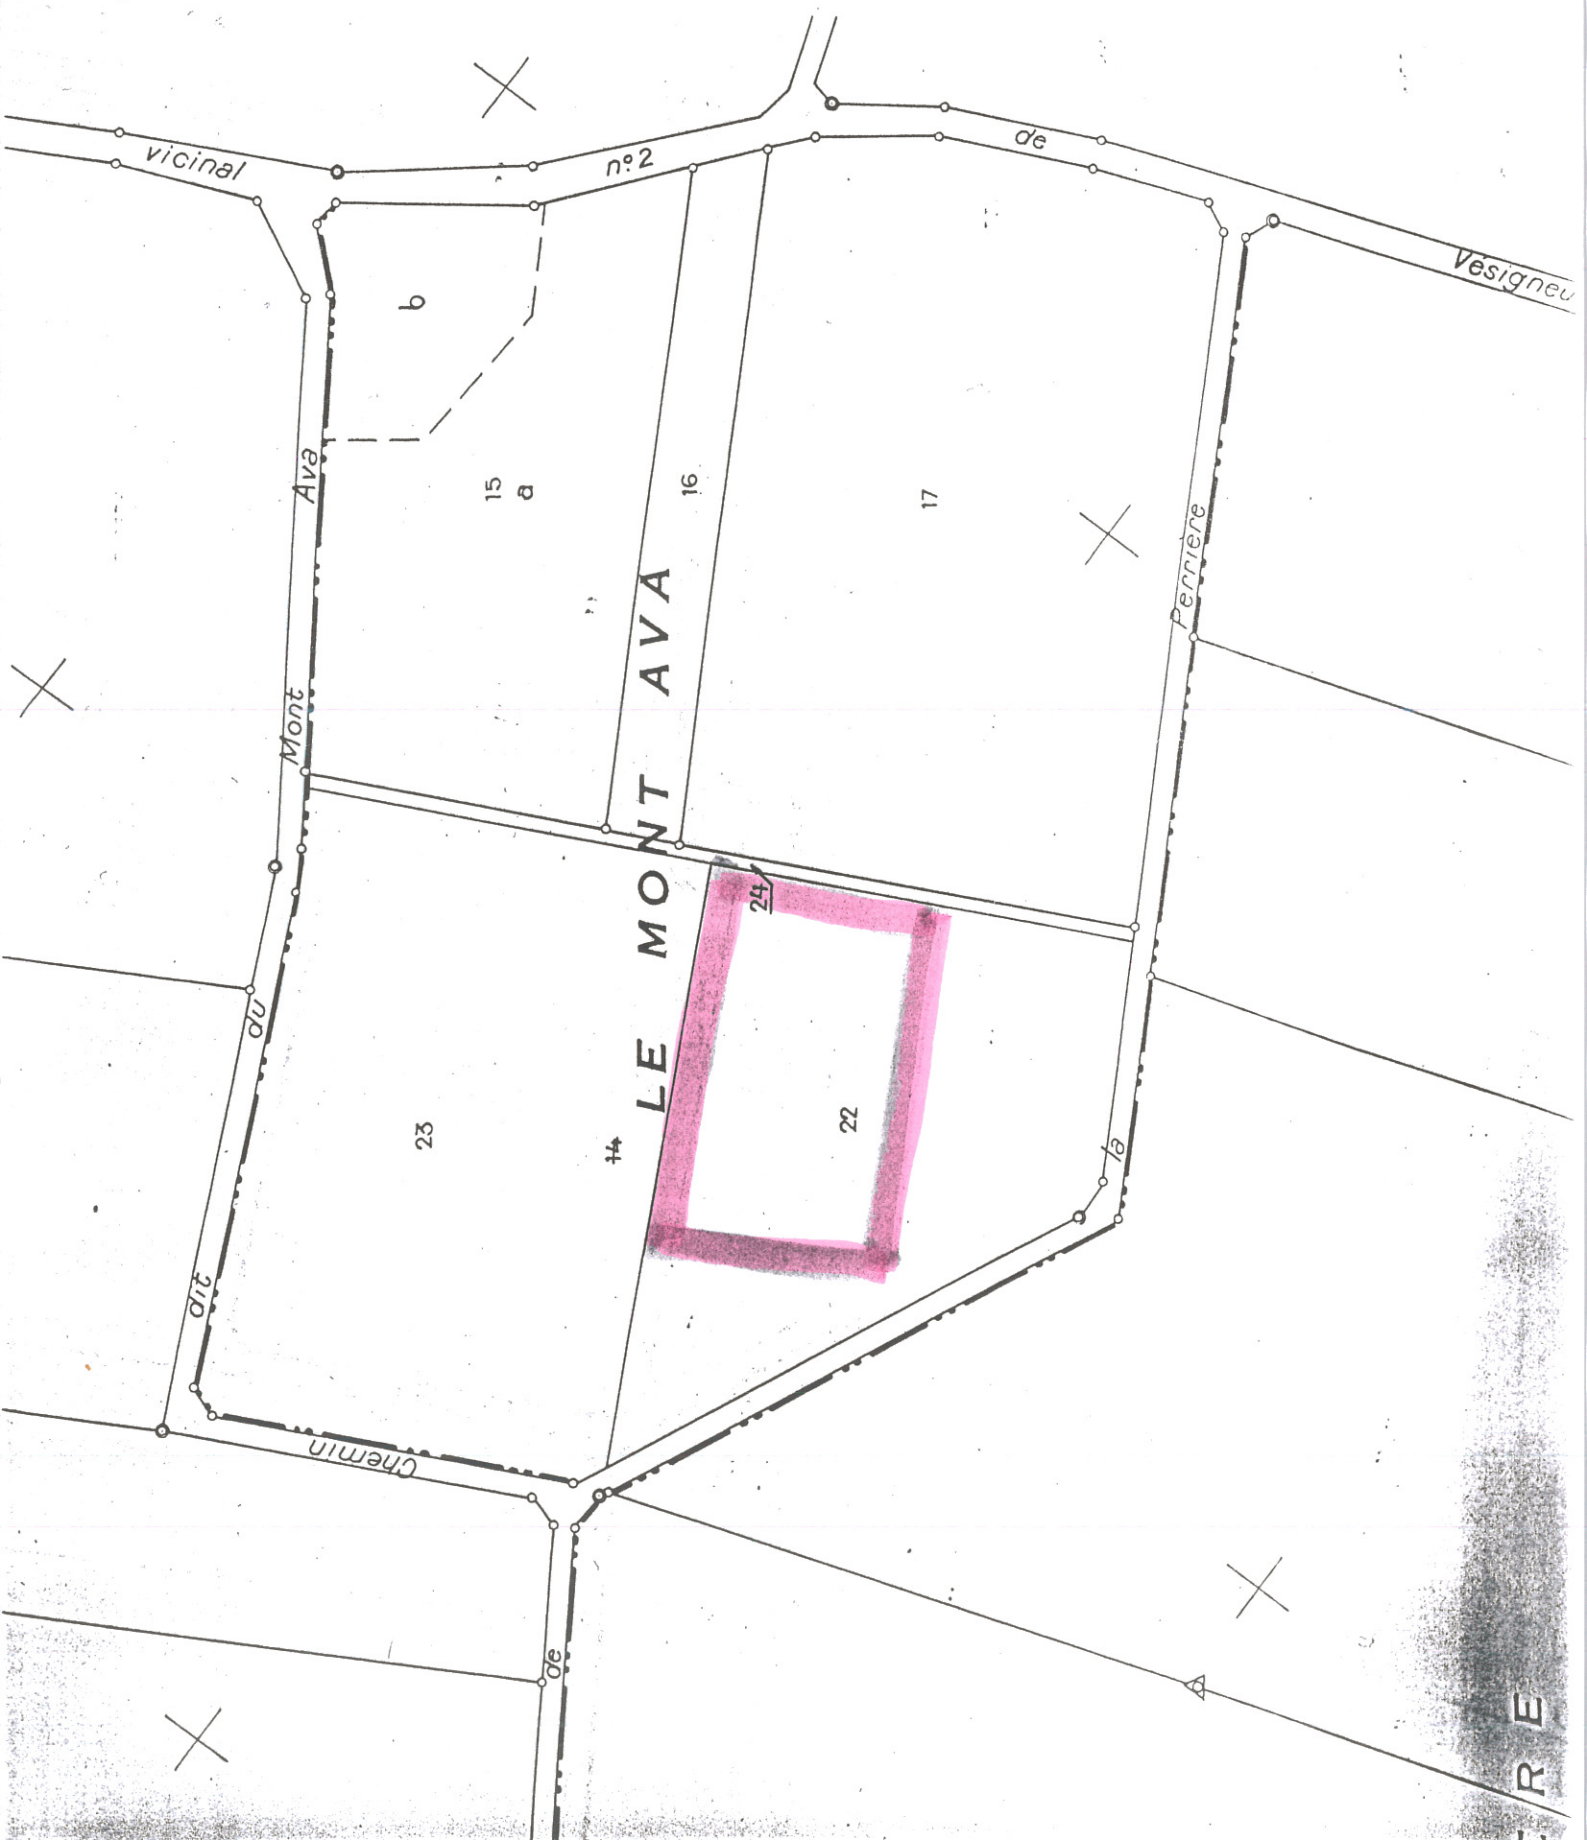 vicinal
n° 2
de
Vésigneu
b
Ava
15
a
16
17
Perrière
Mont
LE MONT AVA
24
du
23
14
22
la
dit
Chemin
de
RE